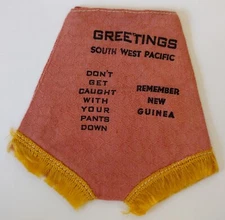 GREETINGS
SOUTH WEST PACIFIC
DON'T
GET
CAUGHT
WITH
YOUR
PANTS
DOWN
REMEMBER
NEW
GUINEA